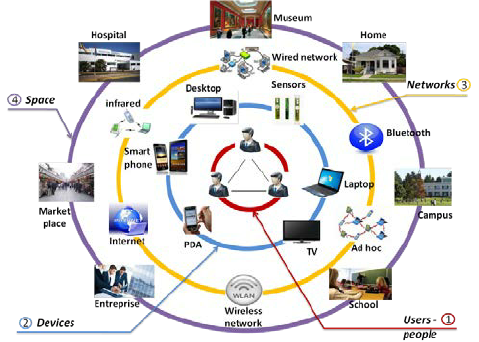 Museum
Hospital
Home
Wired network
Desktop
Sensors
Networks ③
④ Space
infrared
Bluetooth
Smart
phone
Laptop
Market
place
Campus
Internet
PDA
TV
Ad hoc
WLAN
Entreprise
School
Wireless
network
② Devices
Users - ①
people